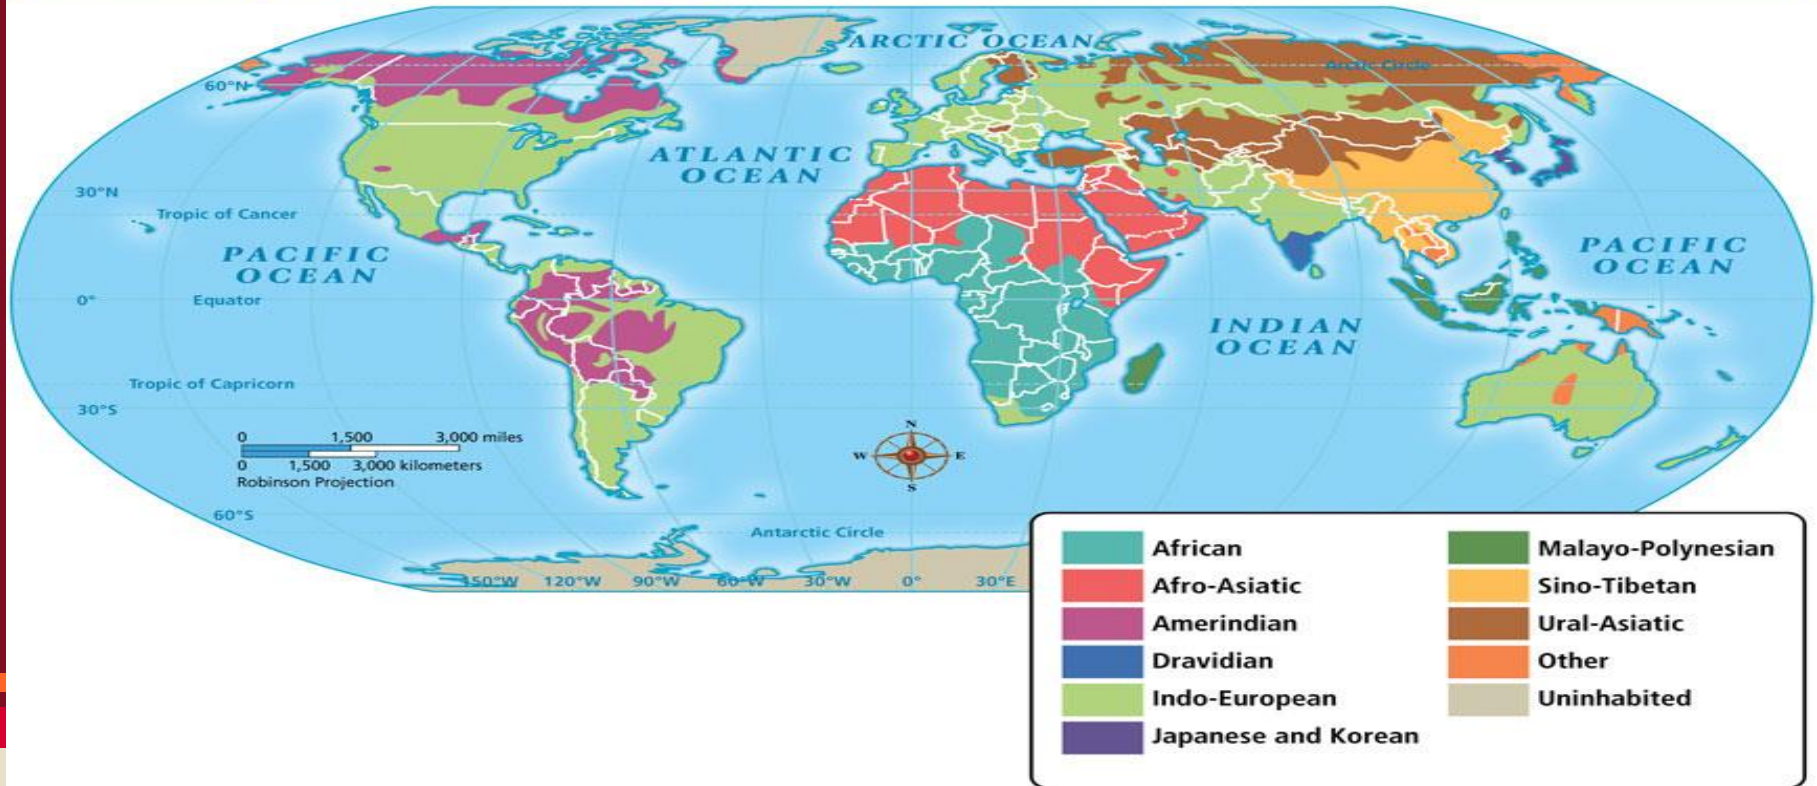 ARCTIC OCEAN
Arctic Circle
60°N
ATLANTIC
OCEAN
30°N
Tropic of Cancer
PACIFIC
OCEAN
PACIFIC
OCEAN
0°
Equator
INDIAN
OCEAN
Tropic of Capricorn
30°S
N
W
E
S
0 1,500 3,000 miles
0 1,500 3,000 kilometers
Robinson Projection
60°S
Antarctic Circle
150°W 120°W 90°W 60°W 30°W 0° 30°E
African
Afro-Asiatic
Amerindian
Dravidian
Indo-European
Japanese and Korean
Malayo-Polynesian
Sino-Tibetan
Ural-Asiatic
Other
Uninhabited